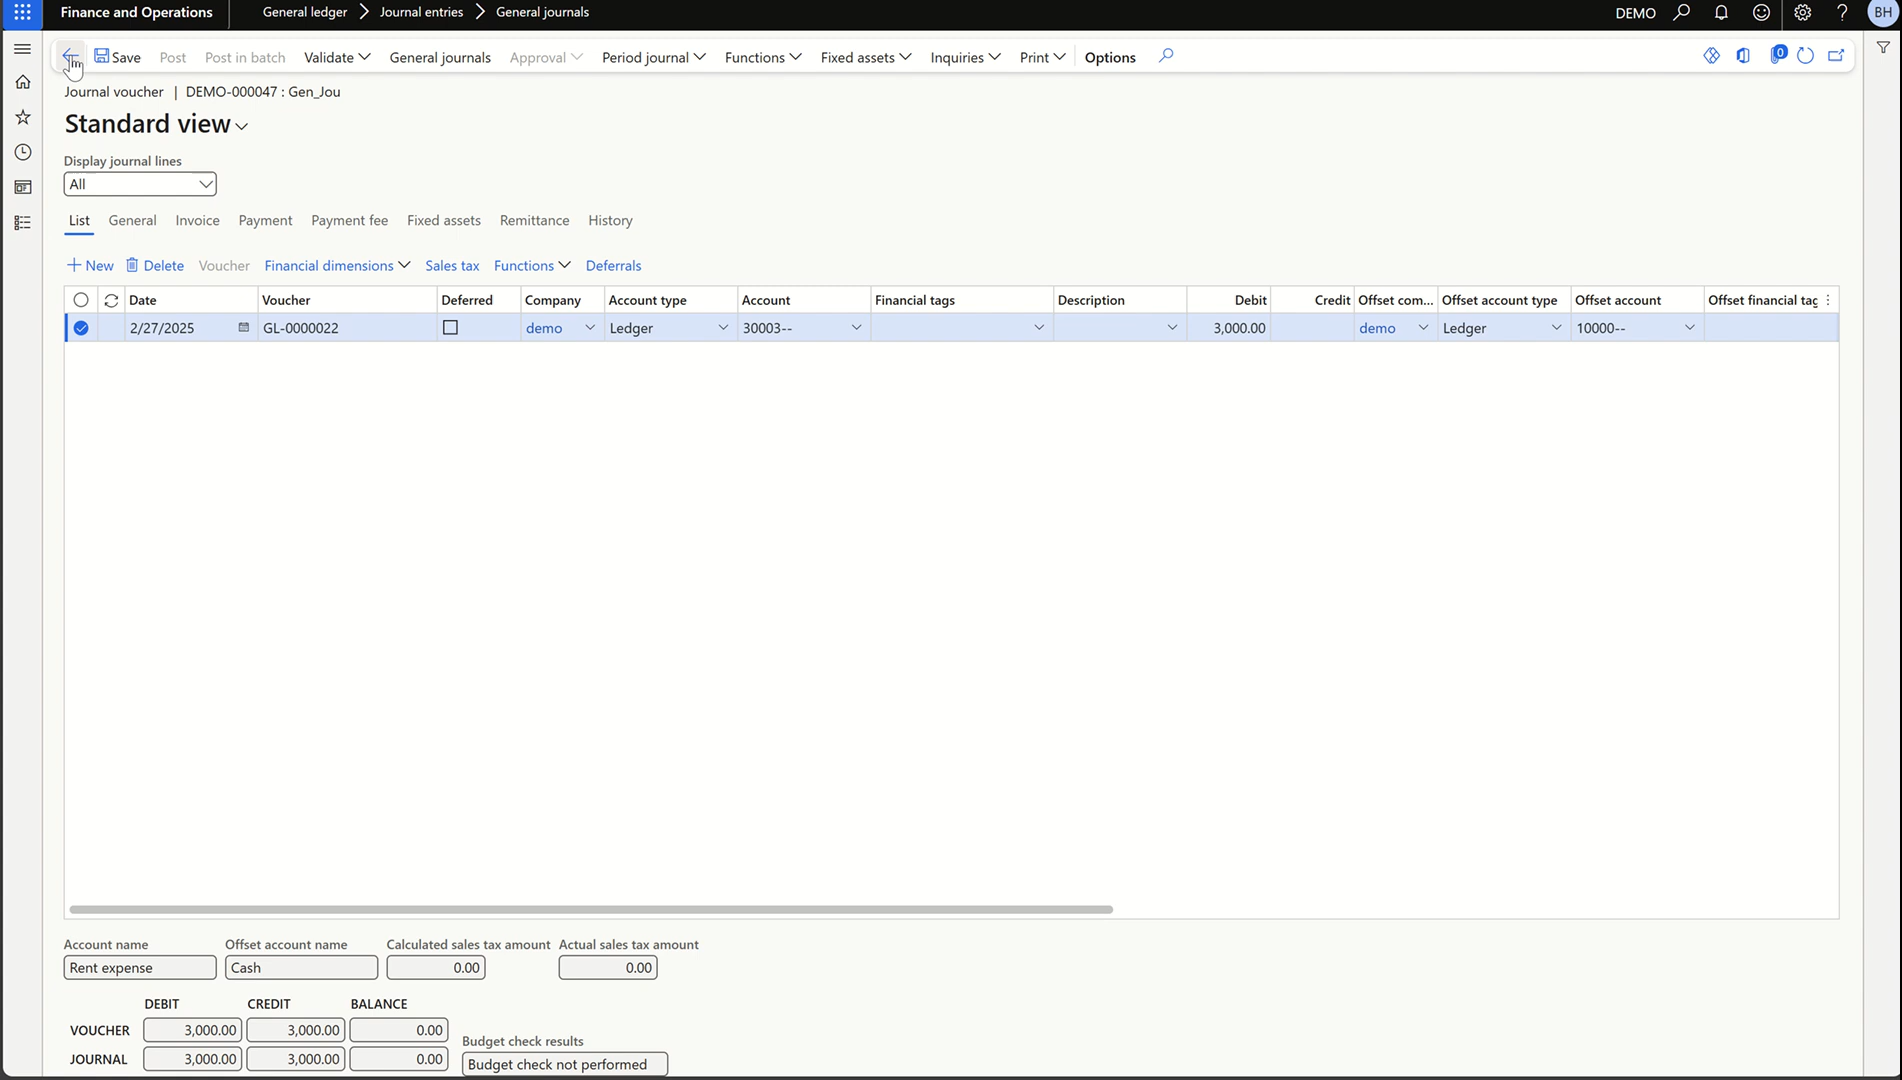 Finance and Operations General ledger Journal entries General journals DEMO ? BH
Save Post Post in batch Validate General journals Approval Period journal Functions Fixed assets Inquiries Print Options 0
Journal voucher | DEMO-000047 : Gen_Jou
Standard view
Display journal lines
All
List General Invoice Payment Payment fee Fixed assets Remittance History
+ New Delete Voucher Financial dimensions Sales tax Functions Deferrals
Date Voucher Deferred Company Account type Account Financial tags Description Debit Credit Offset com... Offset account type Offset account Offset financial tag
2/27/2025 GL-0000022 demo Ledger 30003-- 3,000.00 demo Ledger 10000--
Account name Offset account name Calculated sales tax amount Actual sales tax amount
Rent expense Cash 0.00 0.00
DEBIT CREDIT BALANCE
VOUCHER 3,000.00 3,000.00 0.00
Budget check results
JOURNAL 3,000.00 3,000.00 0.00
Budget check not performed